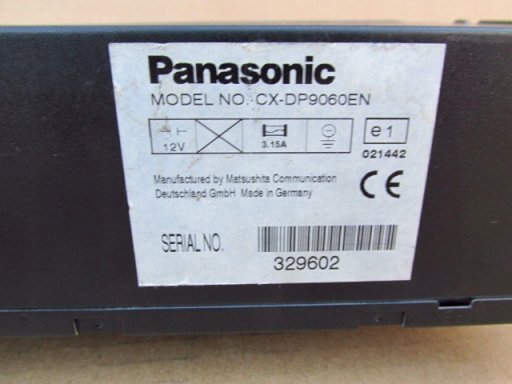 Panasonic
MODEL NO. CX-DP9060EN
12V
3.15A
e1
021442
Manufactured by Matsushita Communication
Deutschland GmbH Made in Germany
CE
SERIAL NO.
329602